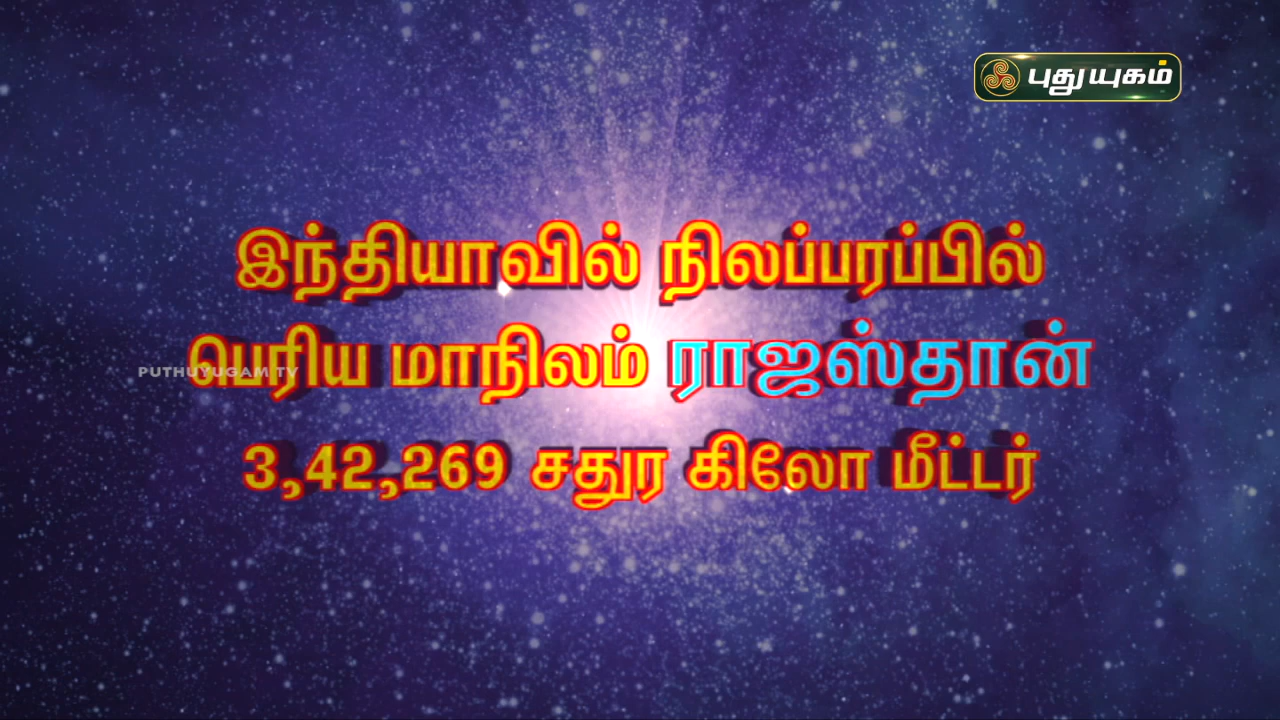 புதுயுகம்
இந்தியாவில் நிலப்பரப்பில்
பெரிய மாநிலம் ராஜஸ்தான்
PUTHUYUGAM TV
3,42,269 சதுர கிலோ மீட்டர்